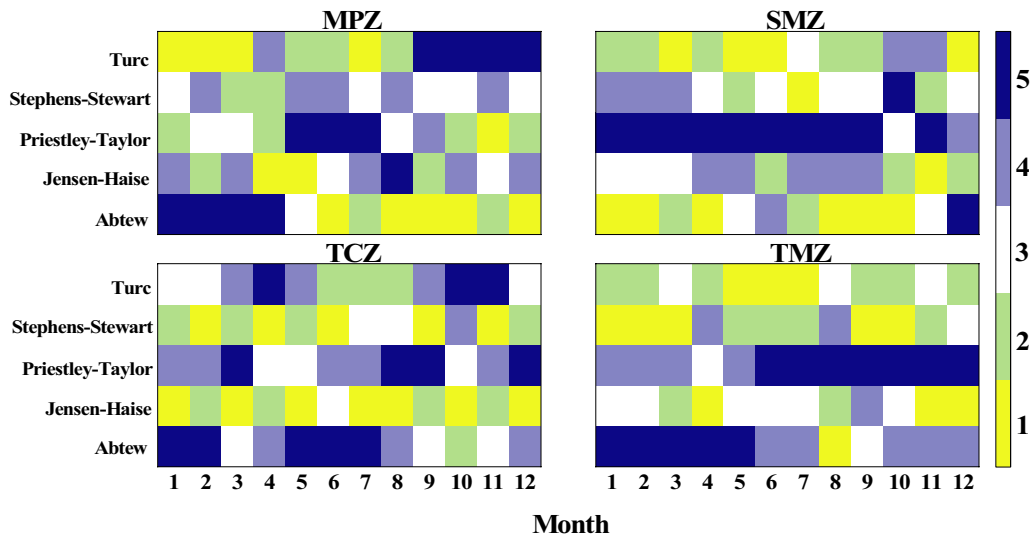 MPZ SMZ
Turc
Stephens-Stewart
Priestley-Taylor
Jensen-Haise
Abtew
TCZ TMZ
Turc
Stephens-Stewart
Priestley-Taylor
Jensen-Haise
Abtew
1 2 3 4 5 6 7 8 9 10 11 12 1 2 3 4 5 6 7 8 9 10 11 12
Month
5
4
3
2
1